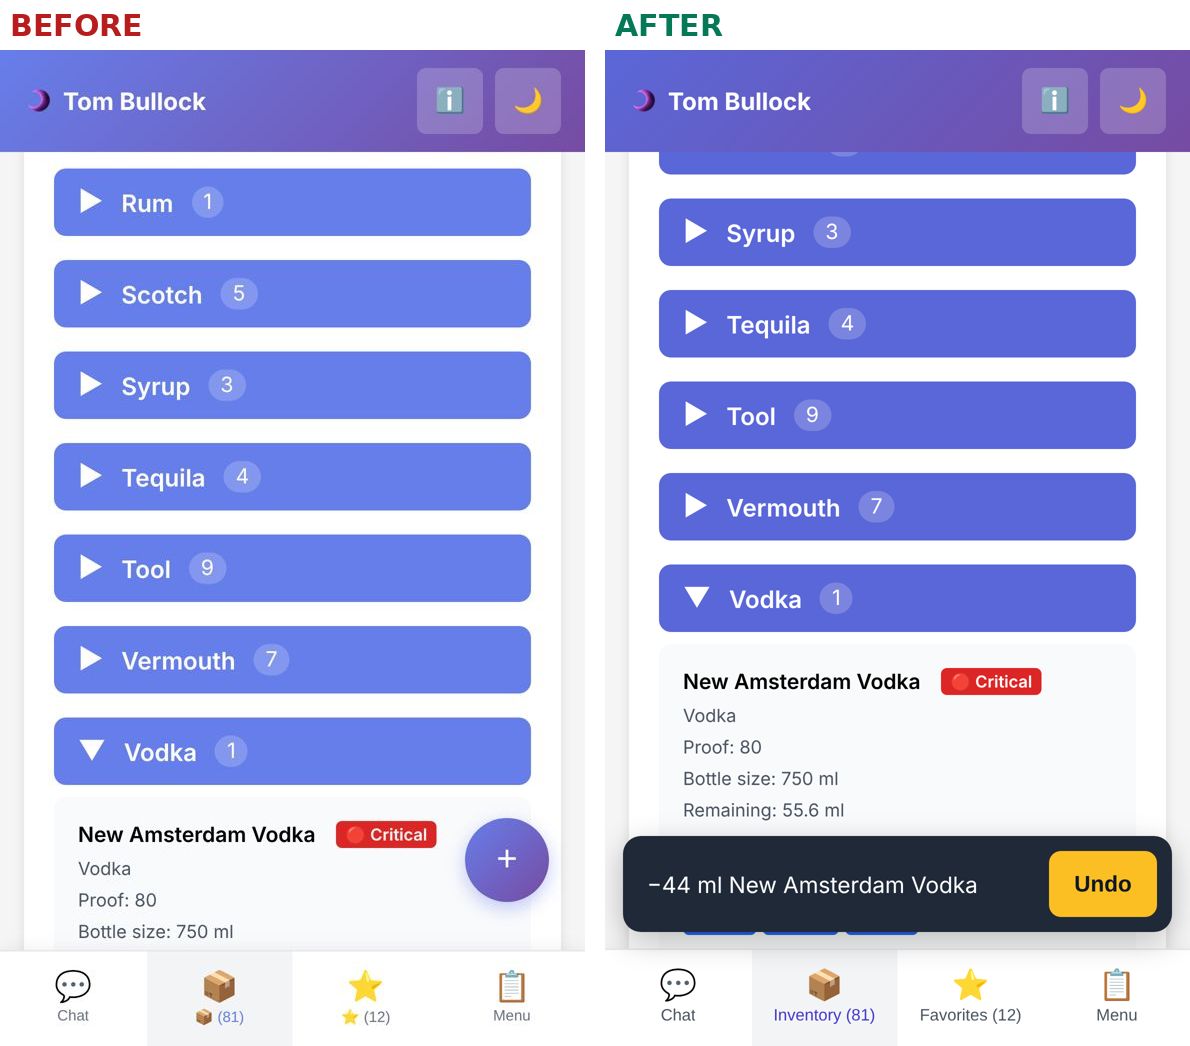 BEFORE
Tom Bullock
Rum 1
Scotch 5
Syrup 3
Tequila 4
Tool 9
Vermouth 7
Vodka 1
New Amsterdam Vodka Critical
Vodka
Proof: 80
Bottle size: 750 ml
+
Chat
(81)
(12)
Menu
AFTER
Tom Bullock
Syrup 3
Tequila 4
Tool 9
Vermouth 7
Vodka 1
New Amsterdam Vodka Critical
Vodka
Proof: 80
Bottle size: 750 ml
Remaining: 55.6 ml
−44 ml New Amsterdam Vodka Undo
Chat
Inventory (81)
Favorites (12)
Menu